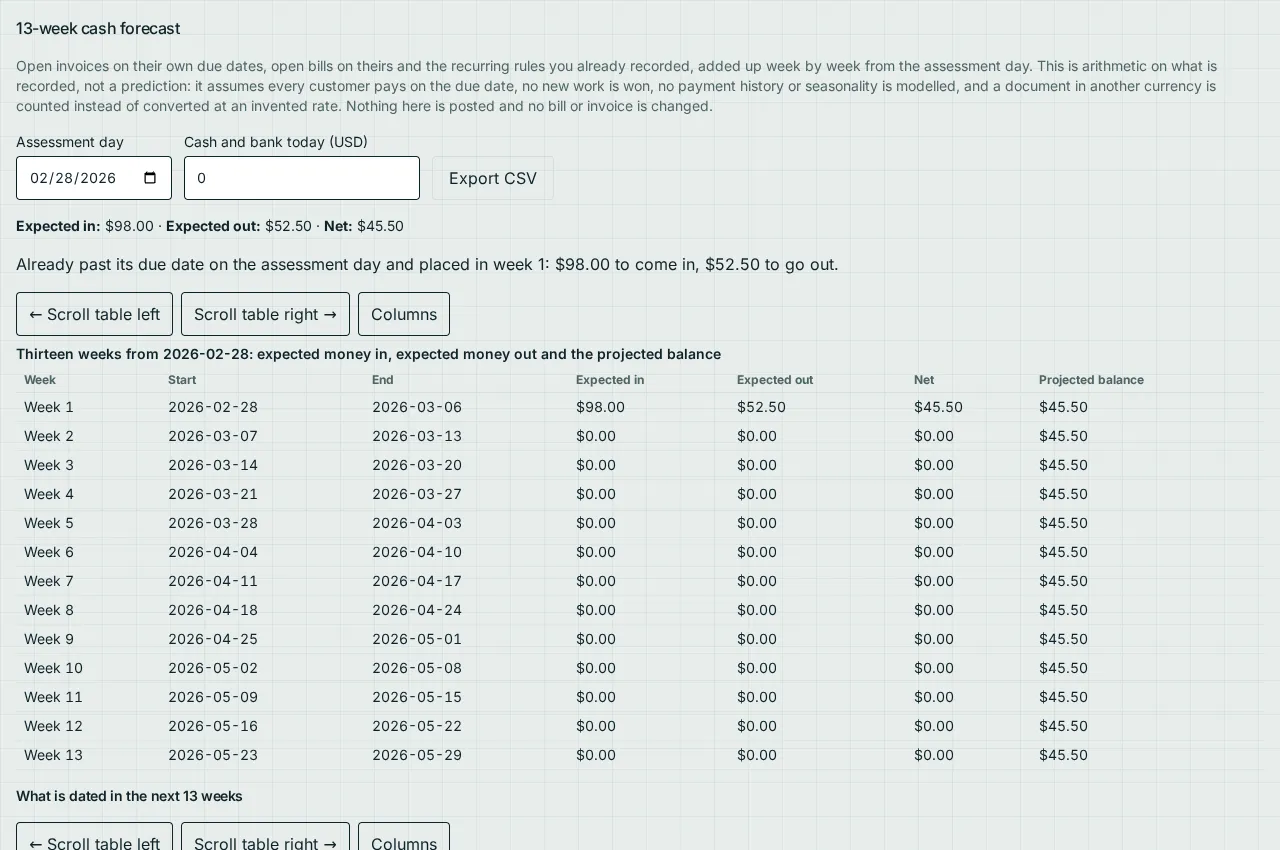 13-week cash forecast
Open invoices on their own due dates, open bills on theirs and the recurring rules you already recorded, added up week by week from the assessment day. This is arithmetic on what is
recorded, not a prediction: it assumes every customer pays on the due date, no new work is won, no payment history or seasonality is modelled, and a document in another currency is
counted instead of converted at an invented rate. Nothing here is posted and no bill or invoice is changed.
Assessment day Cash and bank today (USD)
02/28/2026 0 Export CSV
Expected in: $98.00 · Expected out: $52.50 · Net: $45.50
Already past its due date on the assessment day and placed in week 1: $98.00 to come in, $52.50 to go out.
← Scroll table left Scroll table right → Columns
Thirteen weeks from 2026-02-28: expected money in, expected money out and the projected balance
Week Start End Expected in Expected out Net Projected balance
Week 1 2026-02-28 2026-03-06 $98.00 $52.50 $45.50 $45.50
Week 2 2026-03-07 2026-03-13 $0.00 $0.00 $0.00 $45.50
Week 3 2026-03-14 2026-03-20 $0.00 $0.00 $0.00 $45.50
Week 4 2026-03-21 2026-03-27 $0.00 $0.00 $0.00 $45.50
Week 5 2026-03-28 2026-04-03 $0.00 $0.00 $0.00 $45.50
Week 6 2026-04-04 2026-04-10 $0.00 $0.00 $0.00 $45.50
Week 7 2026-04-11 2026-04-17 $0.00 $0.00 $0.00 $45.50
Week 8 2026-04-18 2026-04-24 $0.00 $0.00 $0.00 $45.50
Week 9 2026-04-25 2026-05-01 $0.00 $0.00 $0.00 $45.50
Week 10 2026-05-02 2026-05-08 $0.00 $0.00 $0.00 $45.50
Week 11 2026-05-09 2026-05-15 $0.00 $0.00 $0.00 $45.50
Week 12 2026-05-16 2026-05-22 $0.00 $0.00 $0.00 $45.50
Week 13 2026-05-23 2026-05-29 $0.00 $0.00 $0.00 $45.50
What is dated in the next 13 weeks
← Scroll table left Scroll table right → Columns